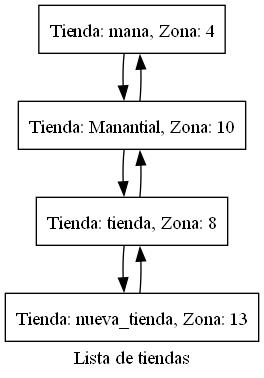 Tienda: mana, Zona: 4
Tienda: Manantial, Zona: 10
Tienda: tienda, Zona: 8
Tienda: nueva_tienda, Zona: 13
Lista de tiendas